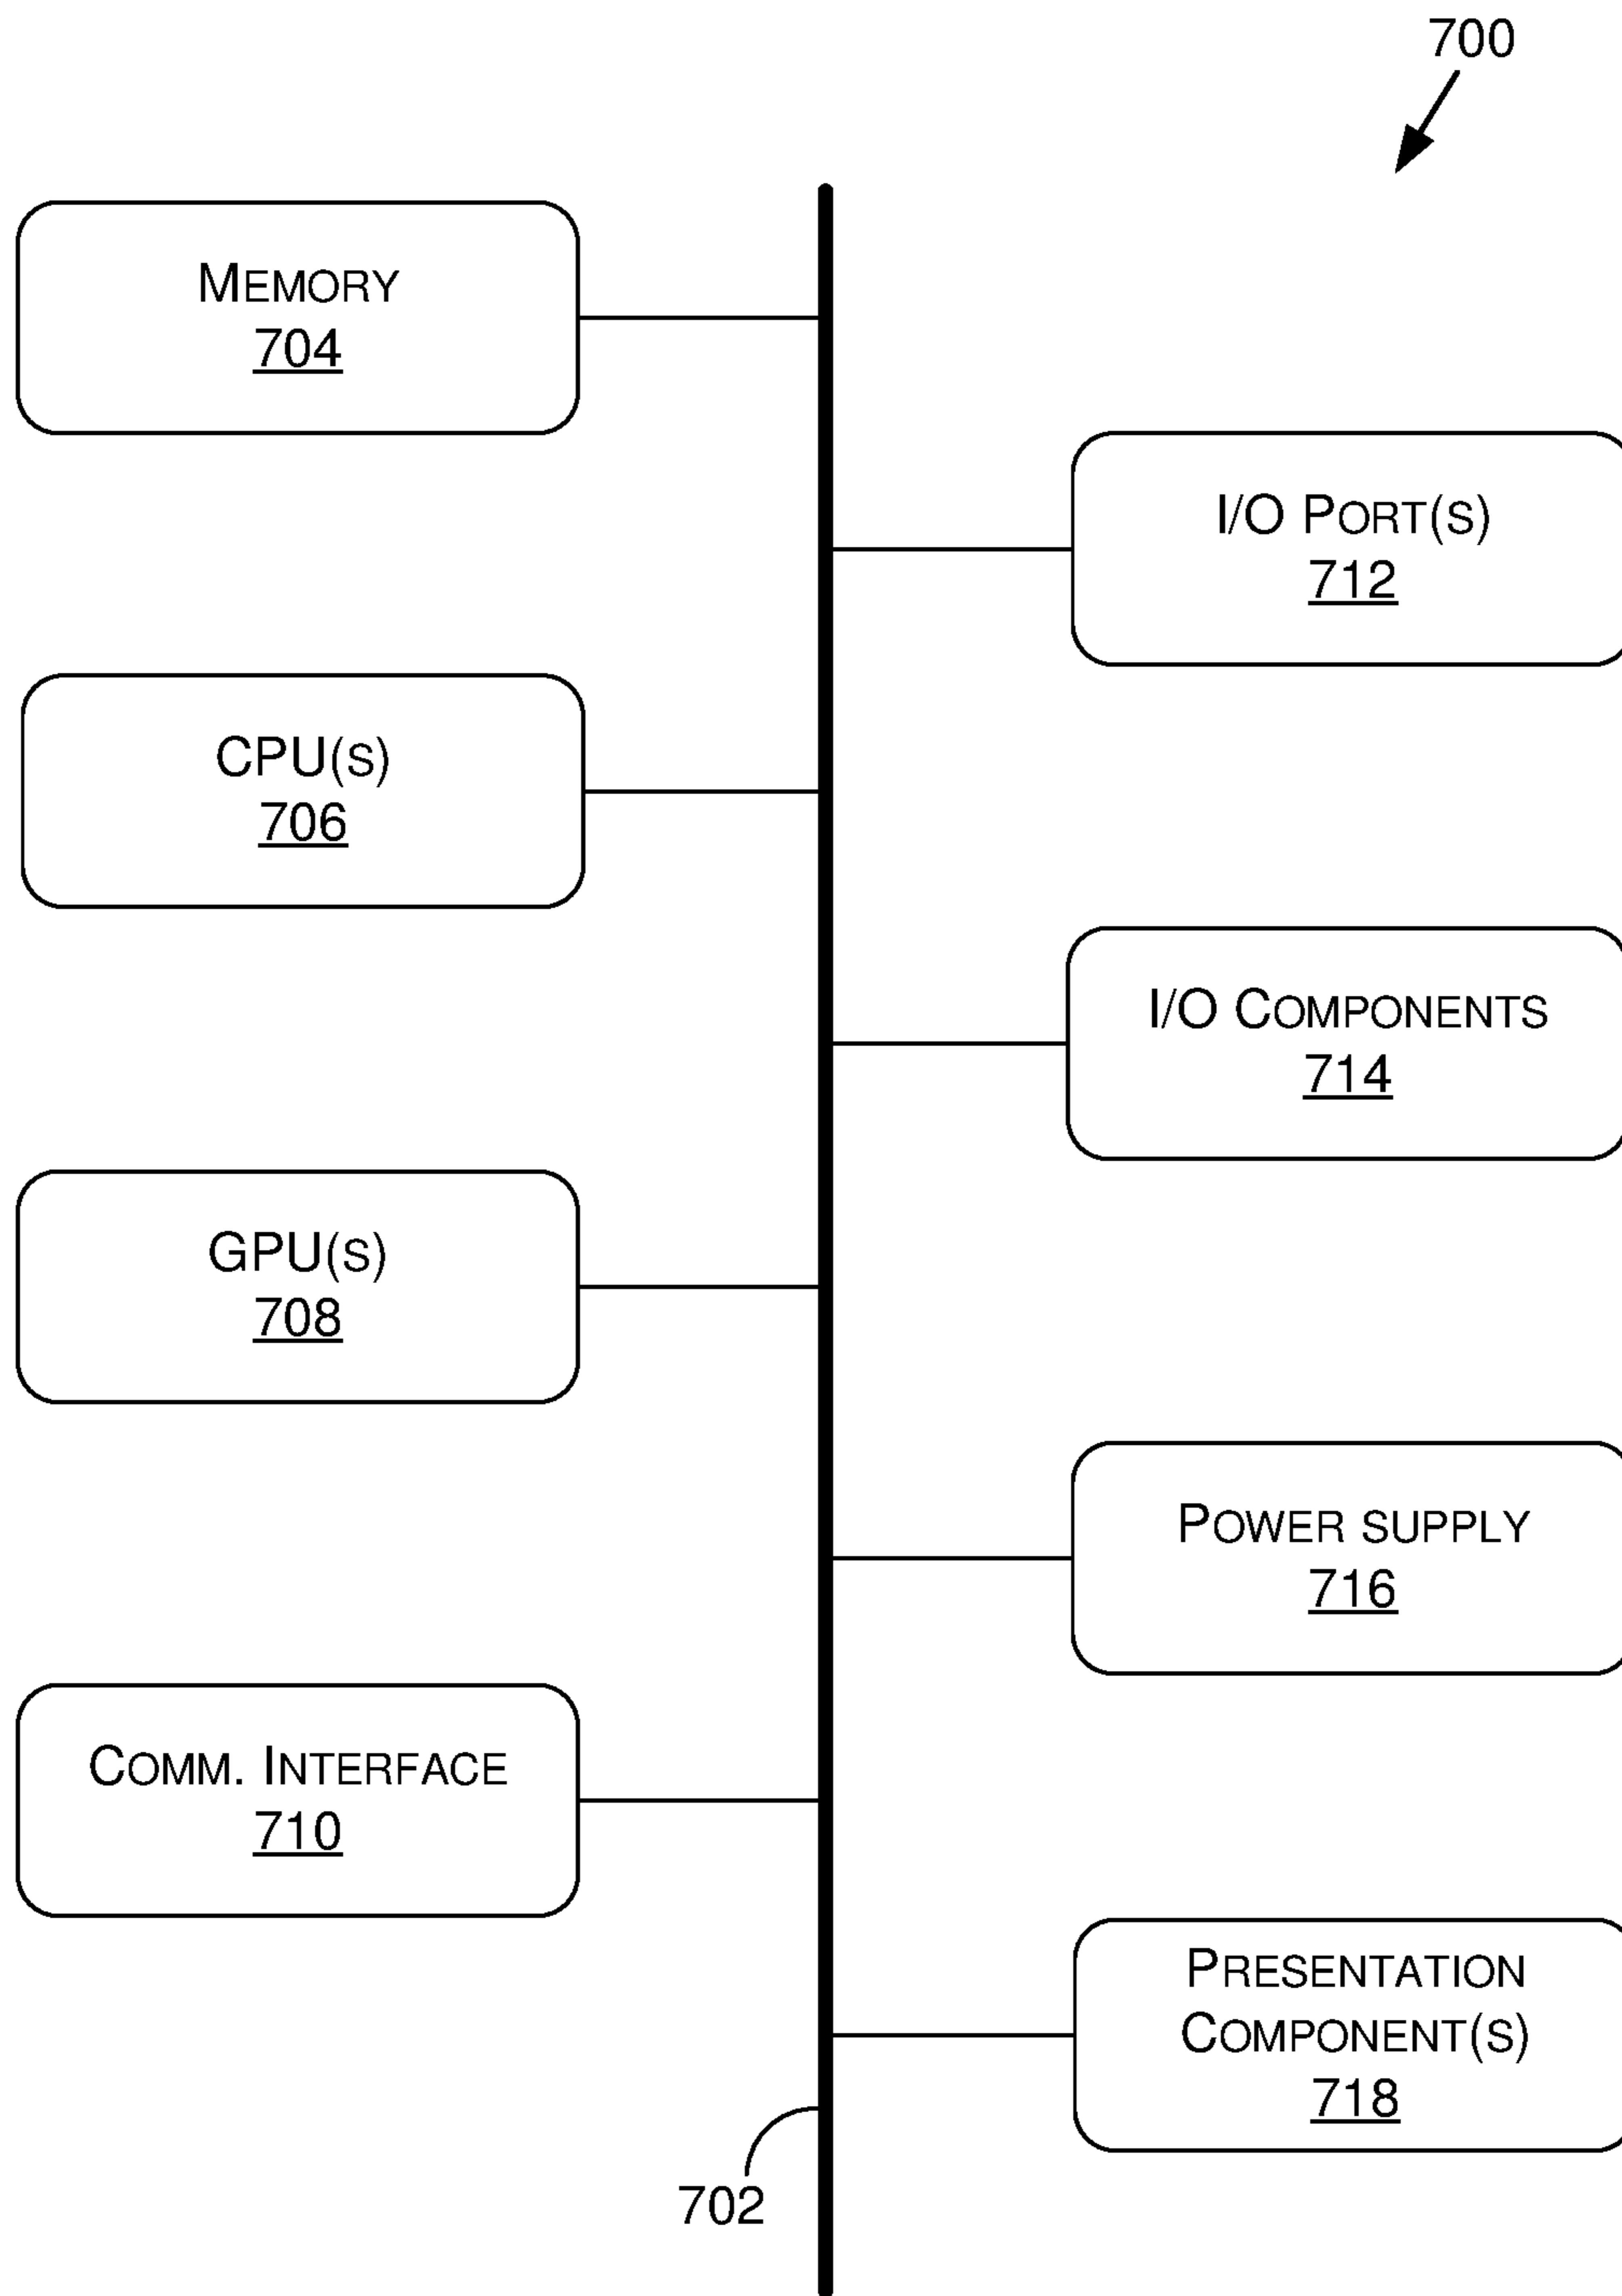 700
MEMORY
704
I/O PORT(S)
712
CPU(S)
706
I/O COMPONENTS
714
GPU(S)
708
POWER SUPPLY
716
COMM. INTERFACE
710
PRESENTATION
COMPONENT(S)
718
702